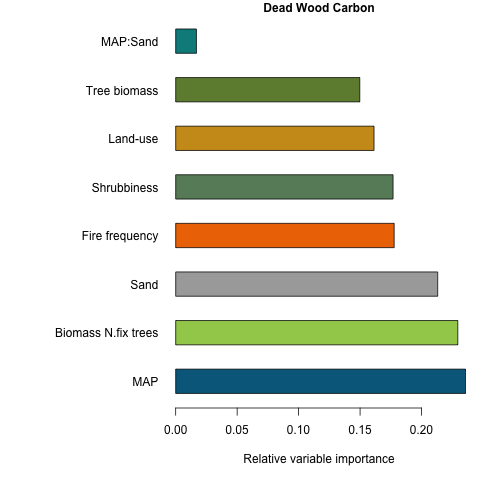 Dead Wood Carbon
MAP:Sand
Tree biomass
Land-use
Shrubbiness
Fire frequency
Sand
Biomass N.fix trees
MAP
0.00 0.05 0.10 0.15 0.20
Relative variable importance